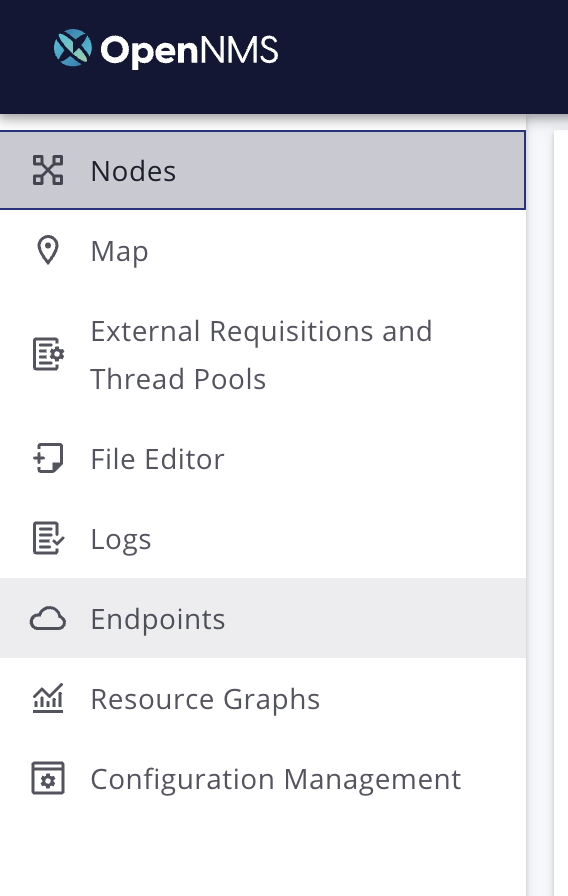 OpenNMS
Nodes
Map
External Requisitions and
Thread Pools
File Editor
Logs
Endpoints
Resource Graphs
Configuration Management